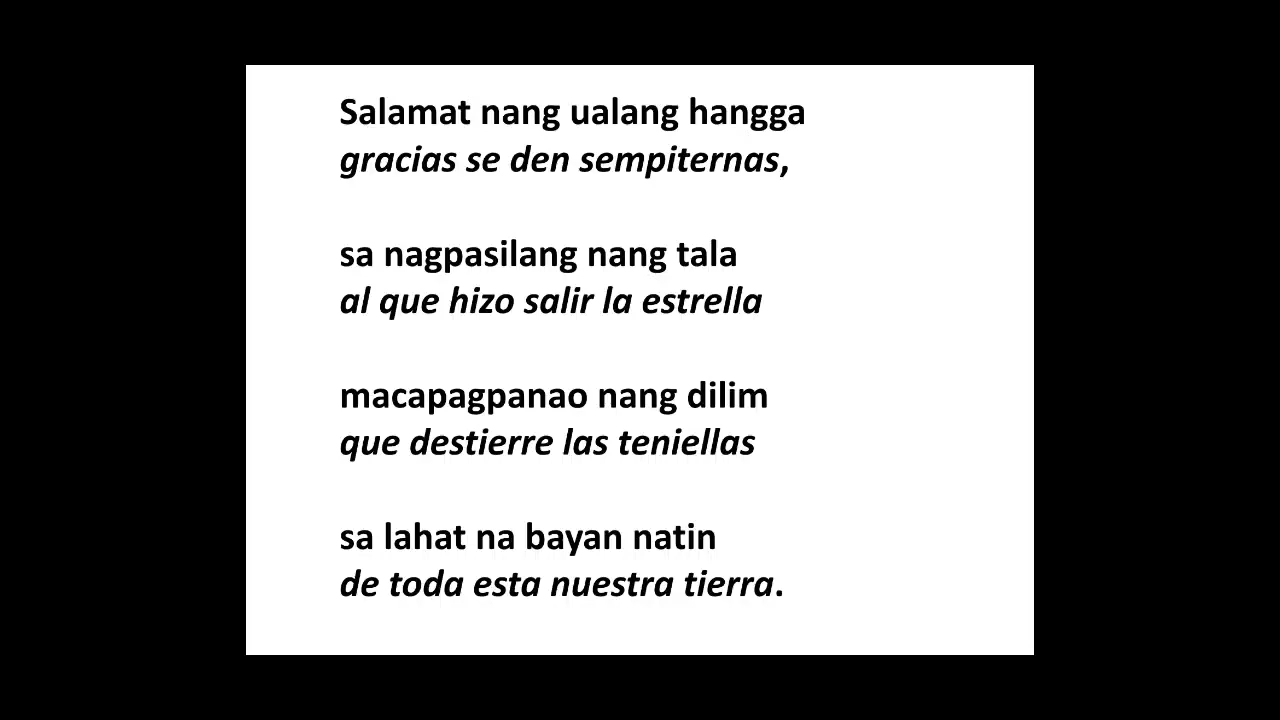 Salamat nang ualang hangga
gracias se den sempiternas,
sa nagpasilang nang tala
al que hizo salir la estrella
macapagpanao nang dilim
que destierre las teniellas
sa lahat na bayan natin
de toda esta nuestra tierra.